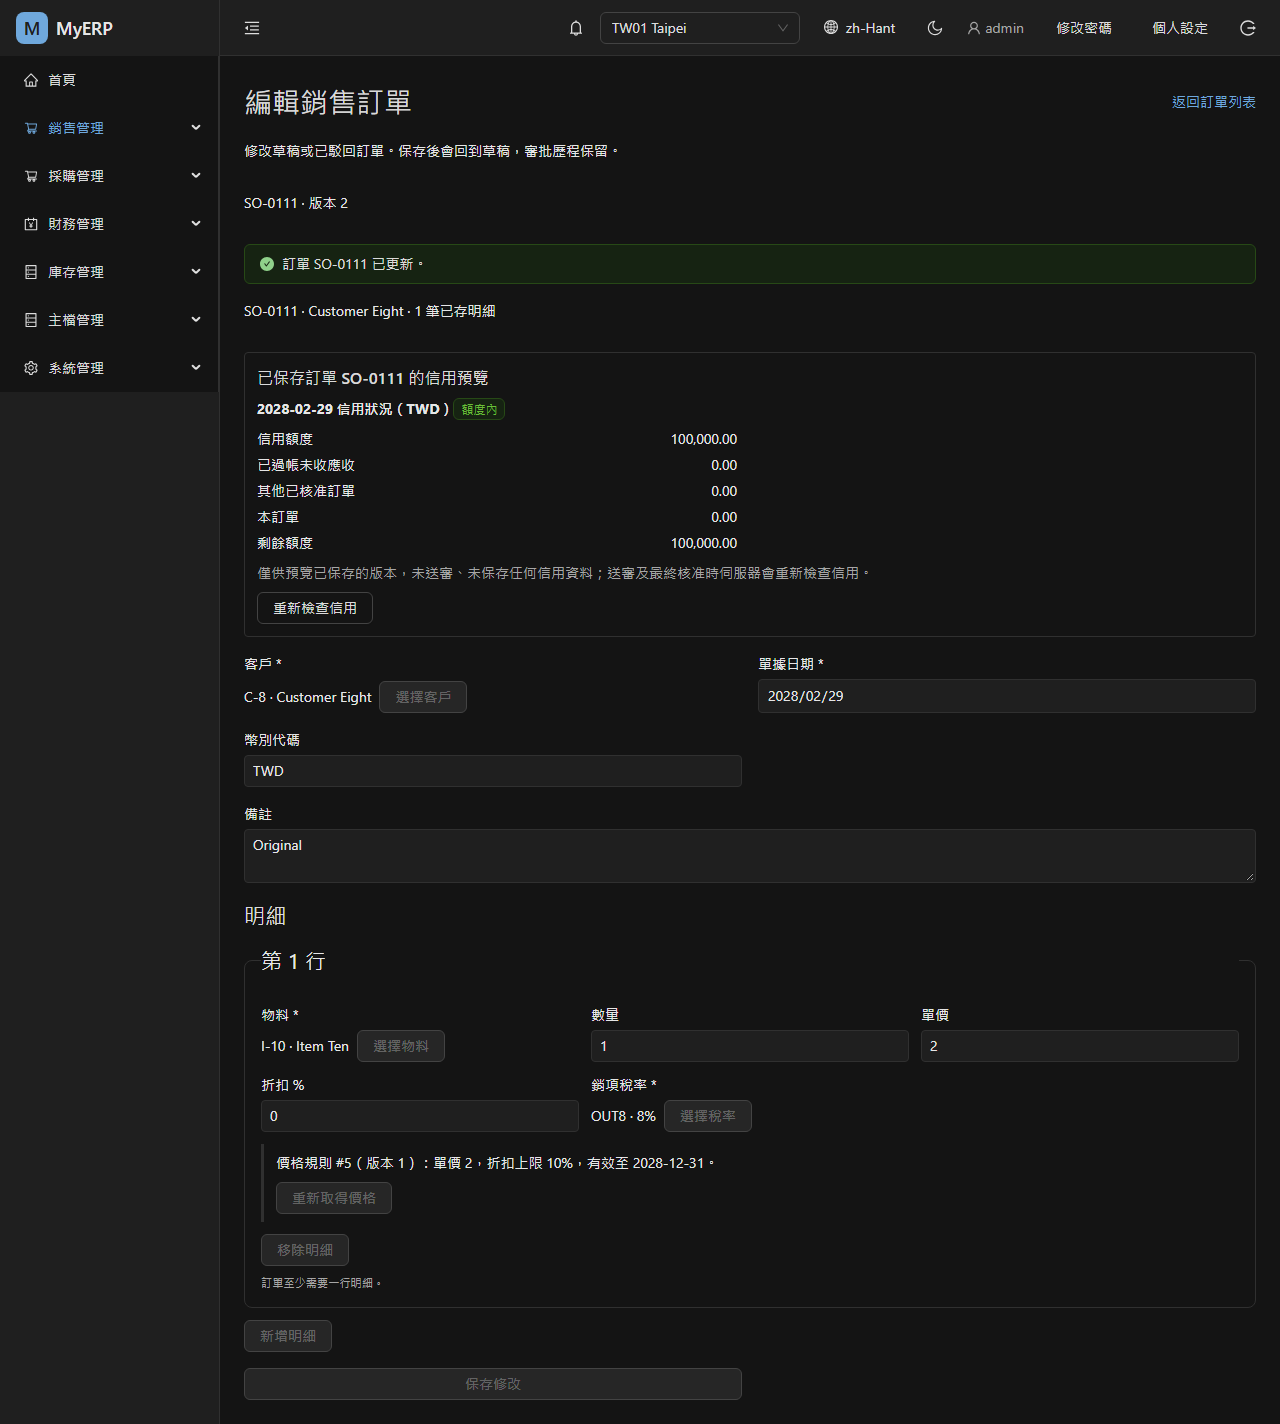 M MyERP
TW01 Taipei
zh-Hant
admin
修改密碼
個人設定
首頁
銷售管理
採購管理
財務管理
庫存管理
主檔管理
系統管理
編輯銷售訂單
返回訂單列表
修改草稿或已駁回訂單。保存後會回到草稿，審批歷程保留。
SO-0111 · 版本 2
訂單 SO-0111 已更新。
SO-0111 · Customer Eight · 1 筆已存明細
已保存訂單 SO-0111 的信用預覽
2028-02-29 信用狀況（TWD） 額度內
信用額度 100,000.00
已過帳未收應收 0.00
其他已核准訂單 0.00
本訂單 0.00
剩餘額度 100,000.00
僅供預覽已保存的版本，未送審、未保存任何信用資料；送審及最終核准時伺服器會重新檢查信用。
重新檢查信用
客戶 * 單據日期 *
C-8 · Customer Eight 選擇客戶 2028/02/29
幣別代碼
TWD
備註
Original
明細
第 1 行
物料 * 數量 單價
I-10 · Item Ten 選擇物料 1 2
折扣 % 銷項稅率 *
0 OUT8 · 8% 選擇稅率
價格規則 #5（版本 1）：單價 2，折扣上限 10%，有效至 2028-12-31。
重新取得價格
移除明細
訂單至少需要一行明細。
新增明細
保存修改